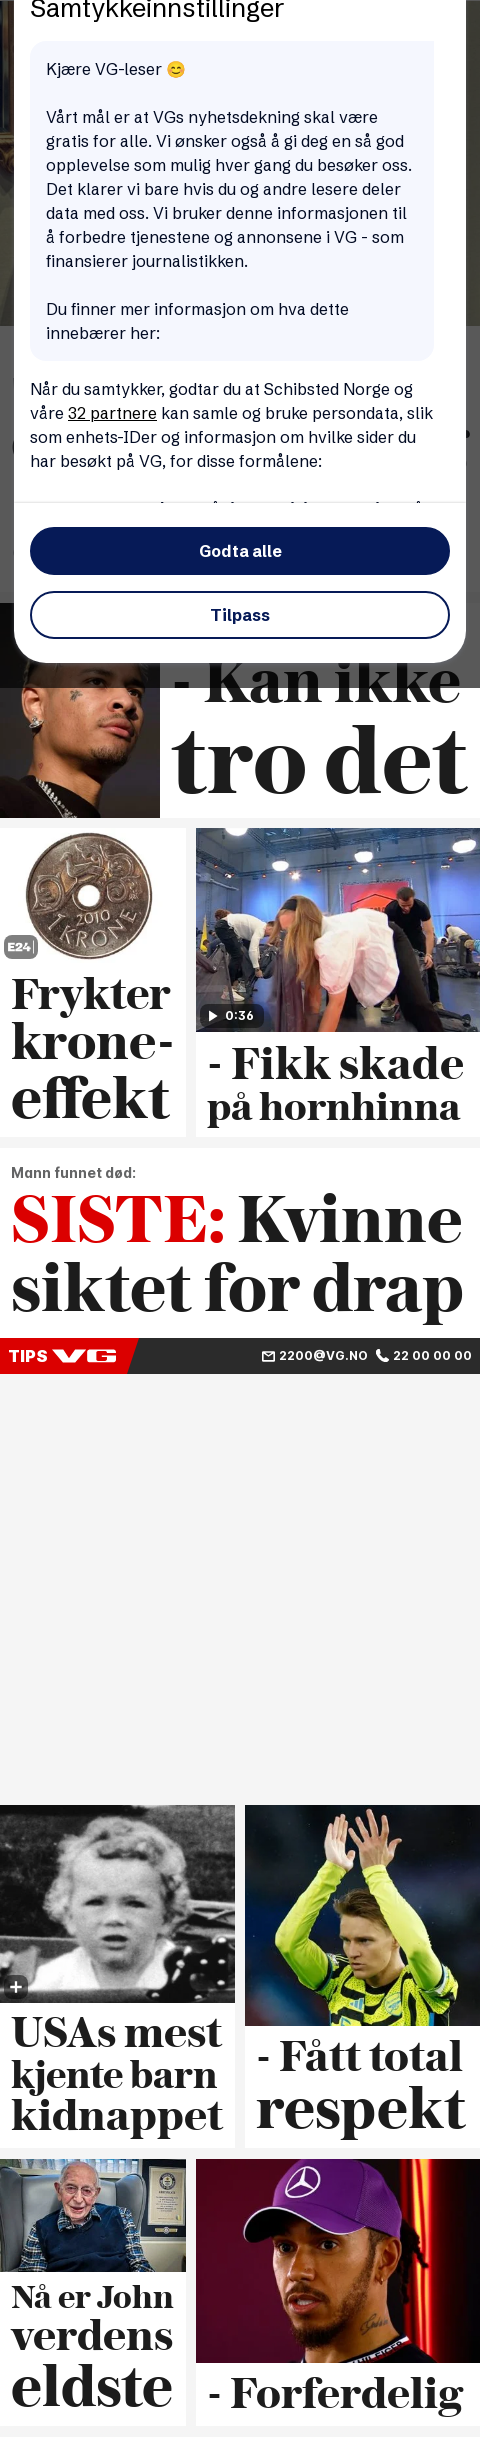 Samtykkeinnstillinger
Kjære VG-leser 😊
Vårt mål er at VGs nyhetsdekning skal være
gratis for alle. Vi ønsker også å gi deg en så god
opplevelse som mulig hver gang du besøker oss.
Det klarer vi bare hvis du og andre lesere deler
data med oss. Vi bruker denne informasjonen til
å forbedre tjenestene og annonsene i VG - som
finansierer journalistikken.
Du finner mer informasjon om hva dette
innebærer her:
Når du samtykker, godtar du at Schibsted Norge og
våre 32 partnere kan samle og bruke persondata, slik
som enhets-IDer og informasjon om hvilke sider du
har besøkt på VG, for disse formålene:
Godta alle
Tilpass
- Kan ikke
tro det
2010
1 KRONE
E24
Frykter
krone-
effekt
0:36
- Fikk skade
på hornhinna
Mann funnet død:
SISTE: Kvinne
siktet for drap
TIPS VG 2200@VG.NO 22 00 00 00
USAs mest
kjente barn
kidnappet
- Fått total
respekt
Nå er John
verdens
eldste
- Forferdelig